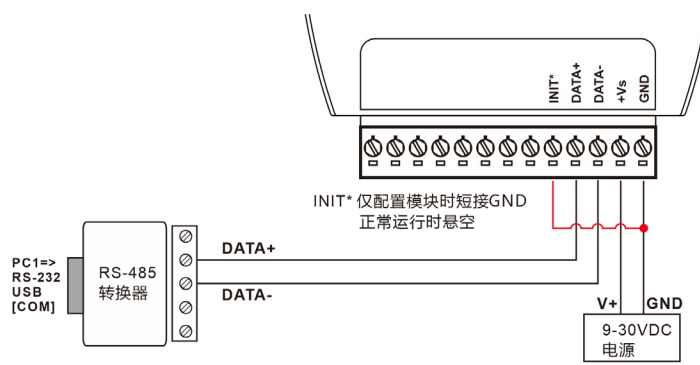 INIT*
DATA+
DATA-
+Vs
GND
INIT* 仅配置模块时短接GND
正常运行时悬空
DATA+
PC1=>
RS-232
USB
[COM]
RS-485
转换器
DATA-
V+
GND
9-30VDC
电源